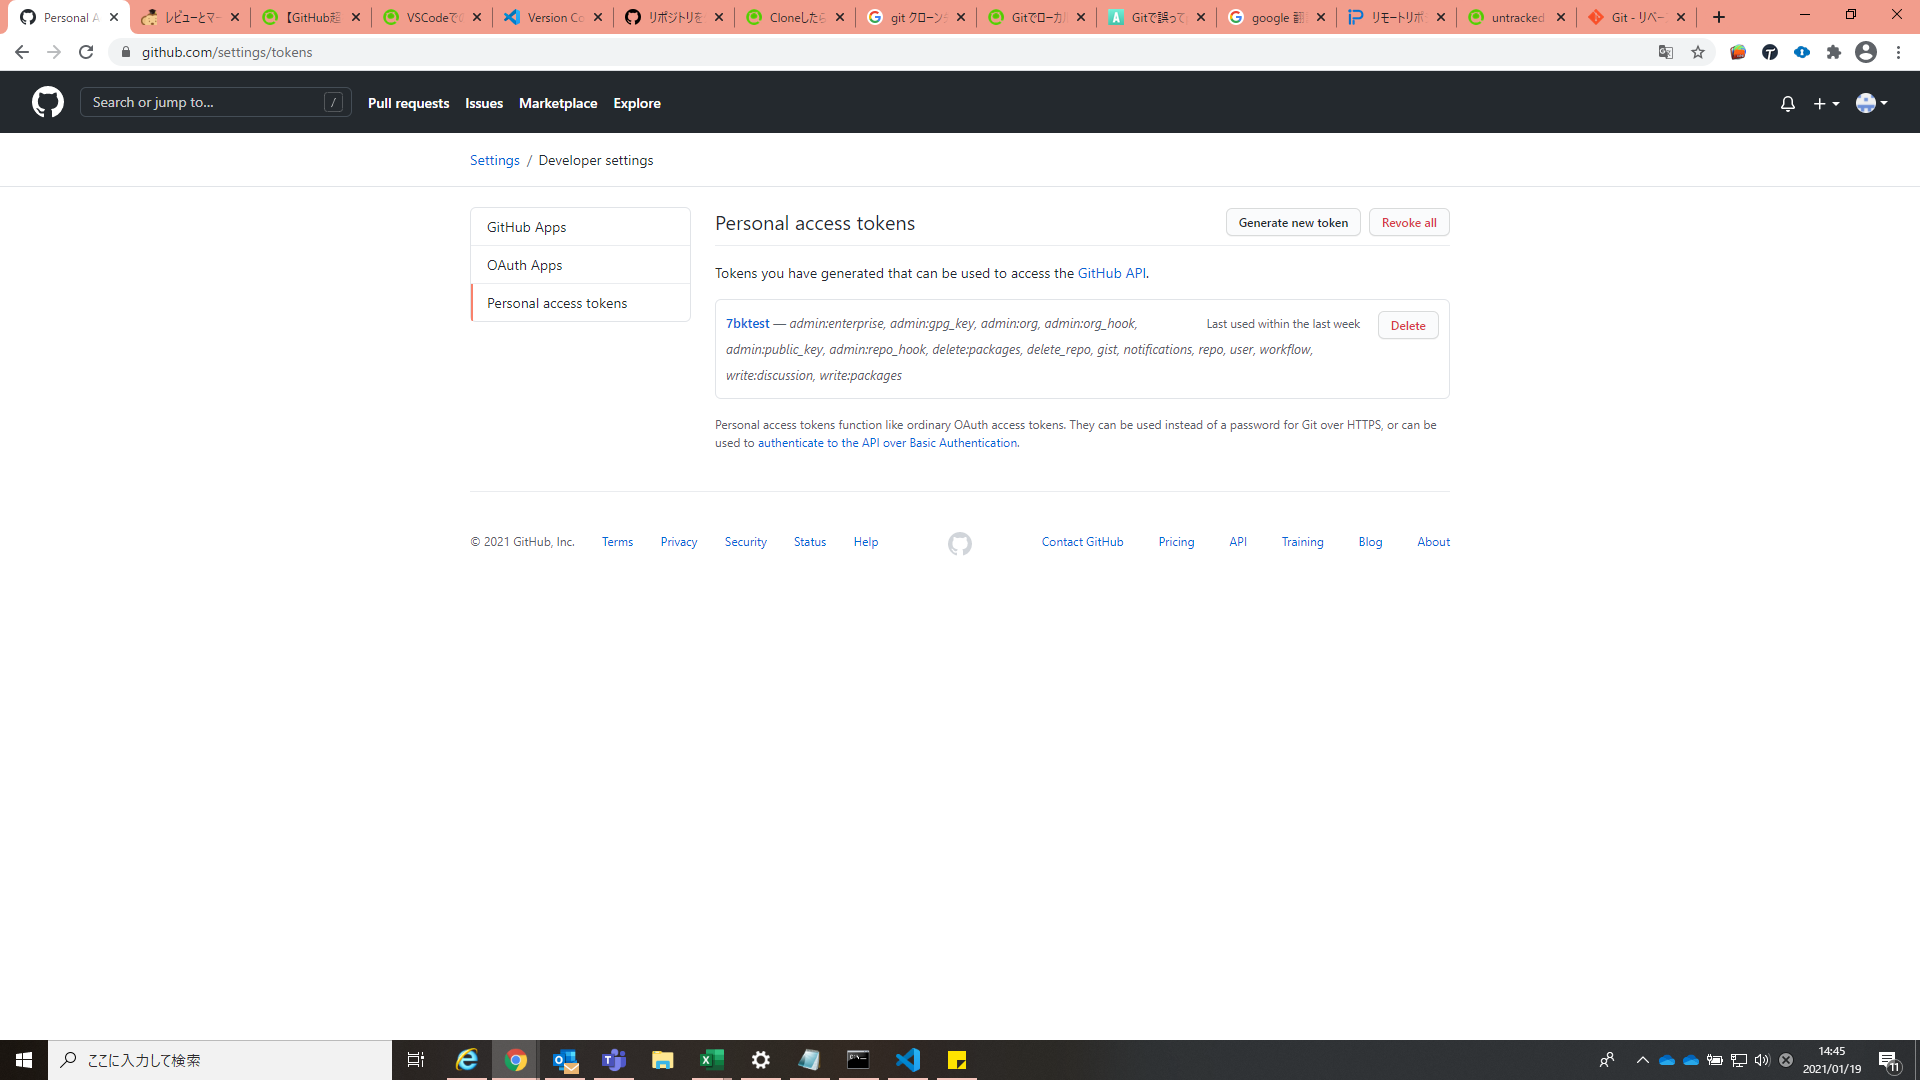 Personal A
レビューとマー
【GitHub超
VSCodeでの
Version Co
リポジトリを
Cloneしたら
git クローン
Gitでローカル
Gitで誤って
google 翻
リモートリポ
untracked
Git - リベー
github.com/settings/tokens
Search or jump to...
/
Pull requests
Issues
Marketplace
Explore
Settings / Developer settings
GitHub Apps
OAuth Apps
Personal access tokens
Personal access tokens
Generate new token
Revoke all
Tokens you have generated that can be used to access the GitHub API.
7bktest — admin:enterprise, admin:gpg_key, admin:org, admin:org_hook,
admin:public_key, admin:repo_hook, delete:packages, delete_repo, gist, notifications, repo, user, workflow,
write:discussion, write:packages
Last used within the last week
Delete
Personal access tokens function like ordinary OAuth access tokens. They can be used instead of a password for Git over HTTPS, or can be
used to authenticate to the API over Basic Authentication.
© 2021 GitHub, Inc.
Terms
Privacy
Security
Status
Help
Contact GitHub
Pricing
API
Training
Blog
About
ここに入力して検索
14:45
2021/01/19
11